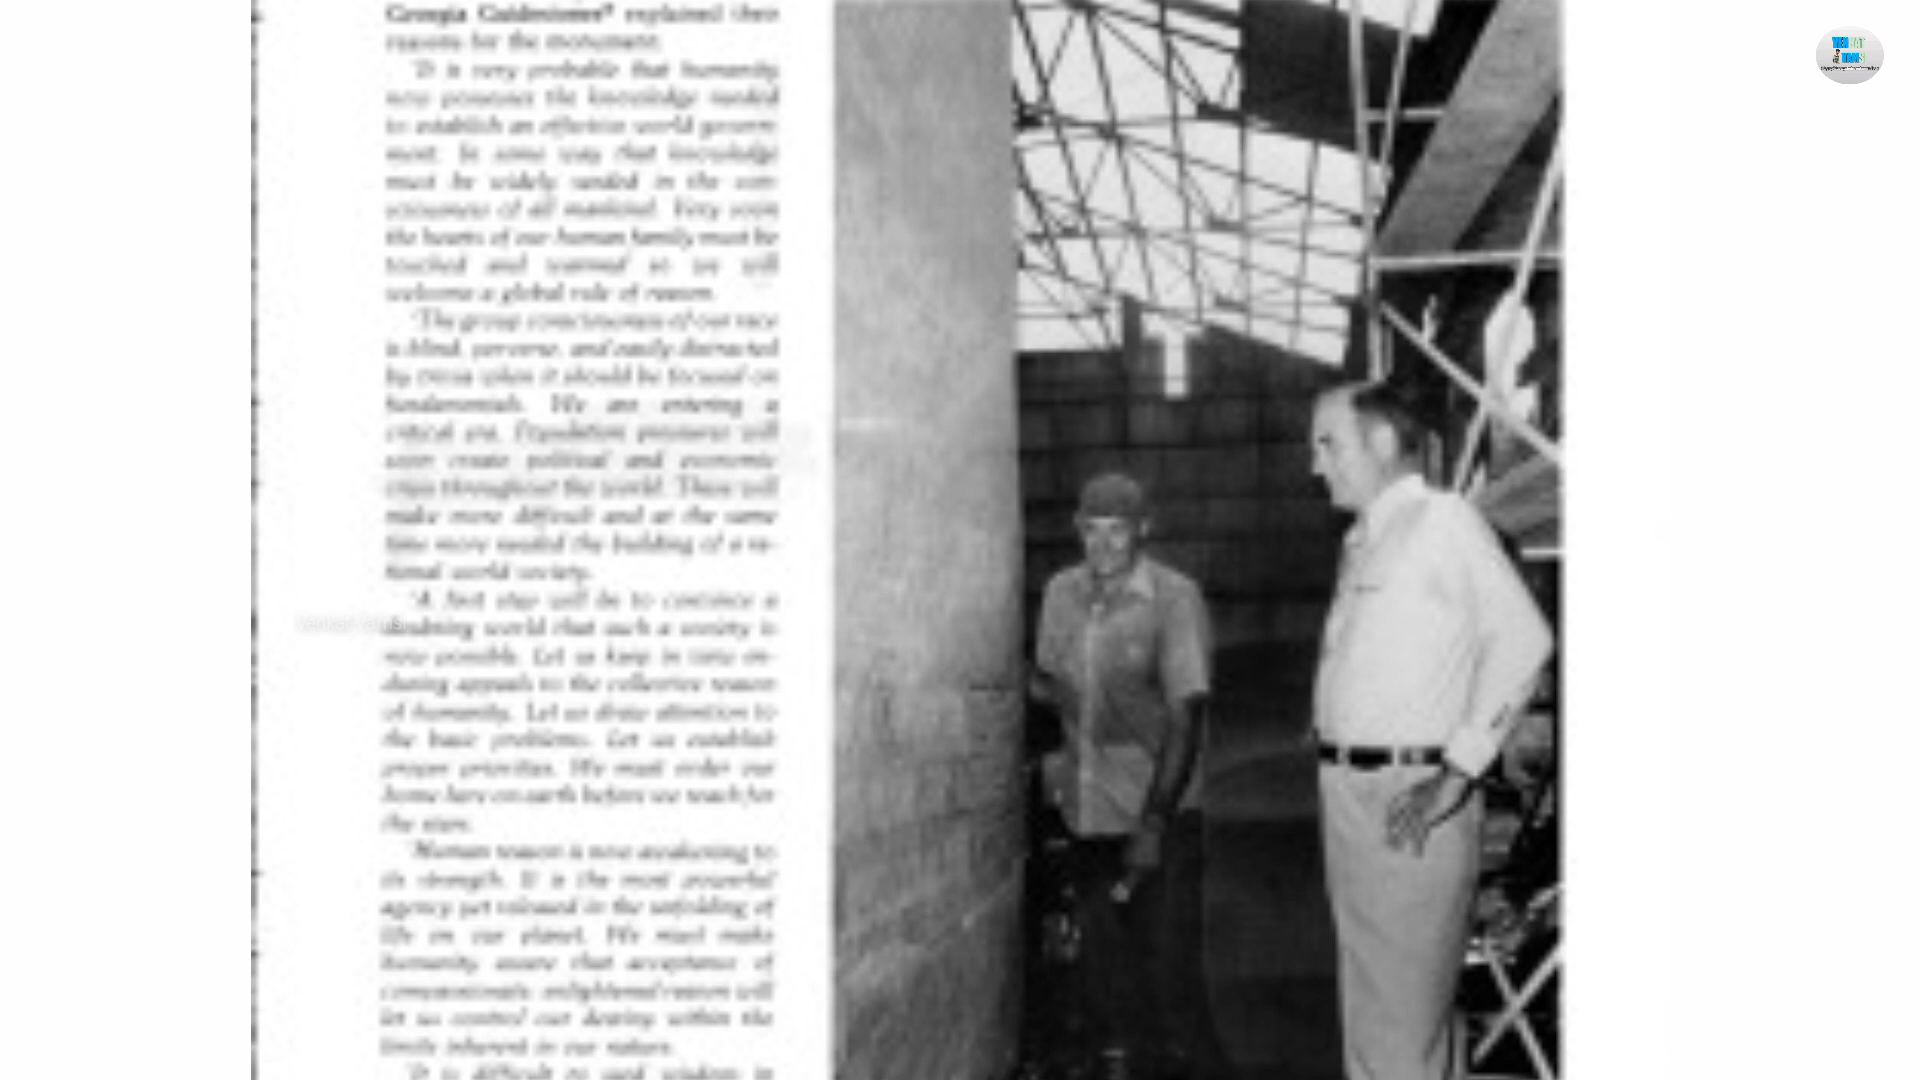 Georgia Guidestones" explained their
reasons for the monument:
"It is very probable that humanity
now possesses the knowledge needed
to establish an effective world govern-
ment. In some way that knowledge
must be widely seeded in the con-
sciousness of all mankind. Very soon
the hearts of our human family must be
touched and warmed so we will
welcome a global rule of reason.
"The group consciousness of our race
is blind, perverse, and easily distracted
by trivia when it should be focused on
fundamentals. We are entering a
critical era. Population pressures will
soon create political and economic
crisis throughout the world. These will
make more difficult and at the same
time more needed the building of a ra-
tional world society.
"A first step will be to convince a
doubting world that such a society is
now possible. Let us keep in view en-
during appeals to the collective reason
of humanity. Let us draw attention to
the basic problems. Let us establish
proper priorities. We must order our
home here on earth before we reach for
the stars.
"Human reason is now awakening to
its strength. It is the most powerful
agency yet released in the unfolding of
life on our planet. We must make
humanity aware that acceptance of
compassionate, enlightened reason will
let us control our destiny within the
limits inherent in our nature.
"It is difficult to seed wisdom in